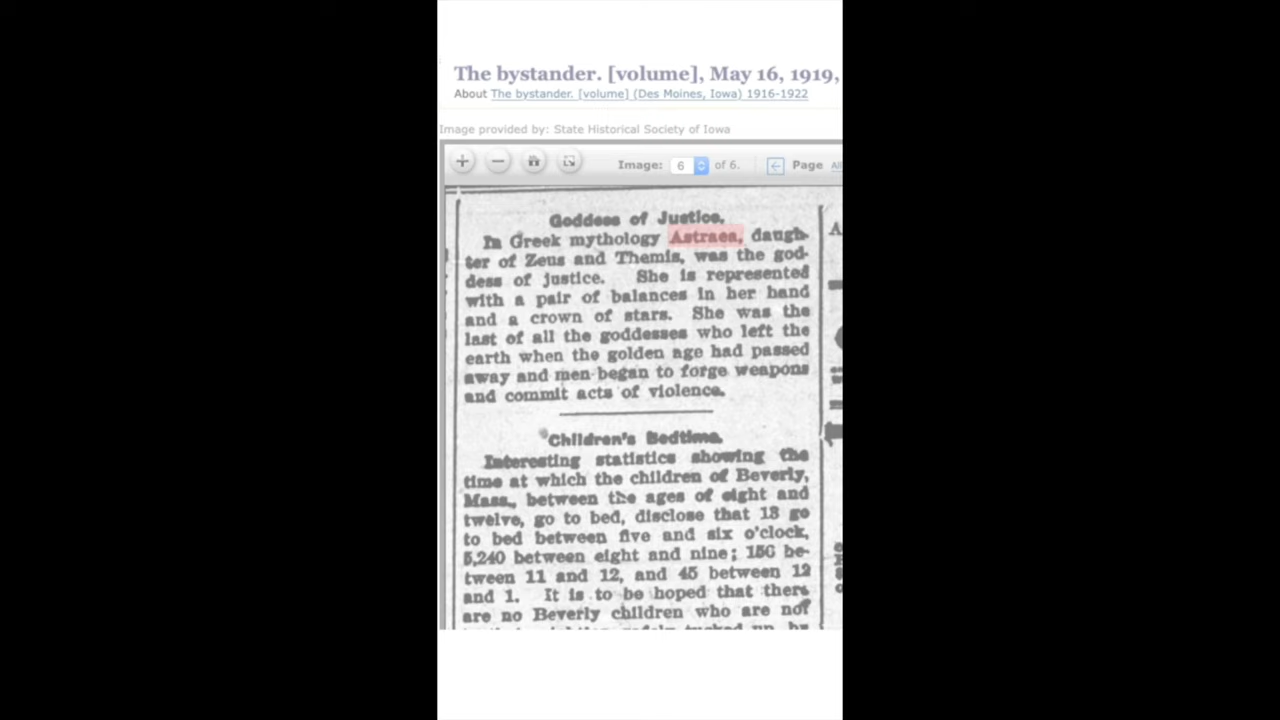 The bystander. [volume], May 16, 1919,
About The bystander. [volume] (Des Moines, Iowa) 1916-1922
Image provided by: State Historical Society of Iowa
Image: 6 of 6. Page All
Goddess of Justice.
In Greek mythology Astraea, daugh-
ter of Zeus and Themis, was the god-
dess of justice. She is represented
with a pair of balances in her hand
and a crown of stars. She was the
last of all the goddesses who left the
earth when the golden age had passed
away and men began to forge weapons
and commit acts of violence.
Children's Bedtime.
Interesting statistics showing the
time at which the children of Beverly,
Mass., between the ages of eight and
twelve, go to bed, disclose that 13 go
to bed between five and six o'clock,
5,240 between eight and nine; 156 be-
tween 11 and 12, and 45 between 12
and 1. It is to be hoped that there
are no Beverly children who are not